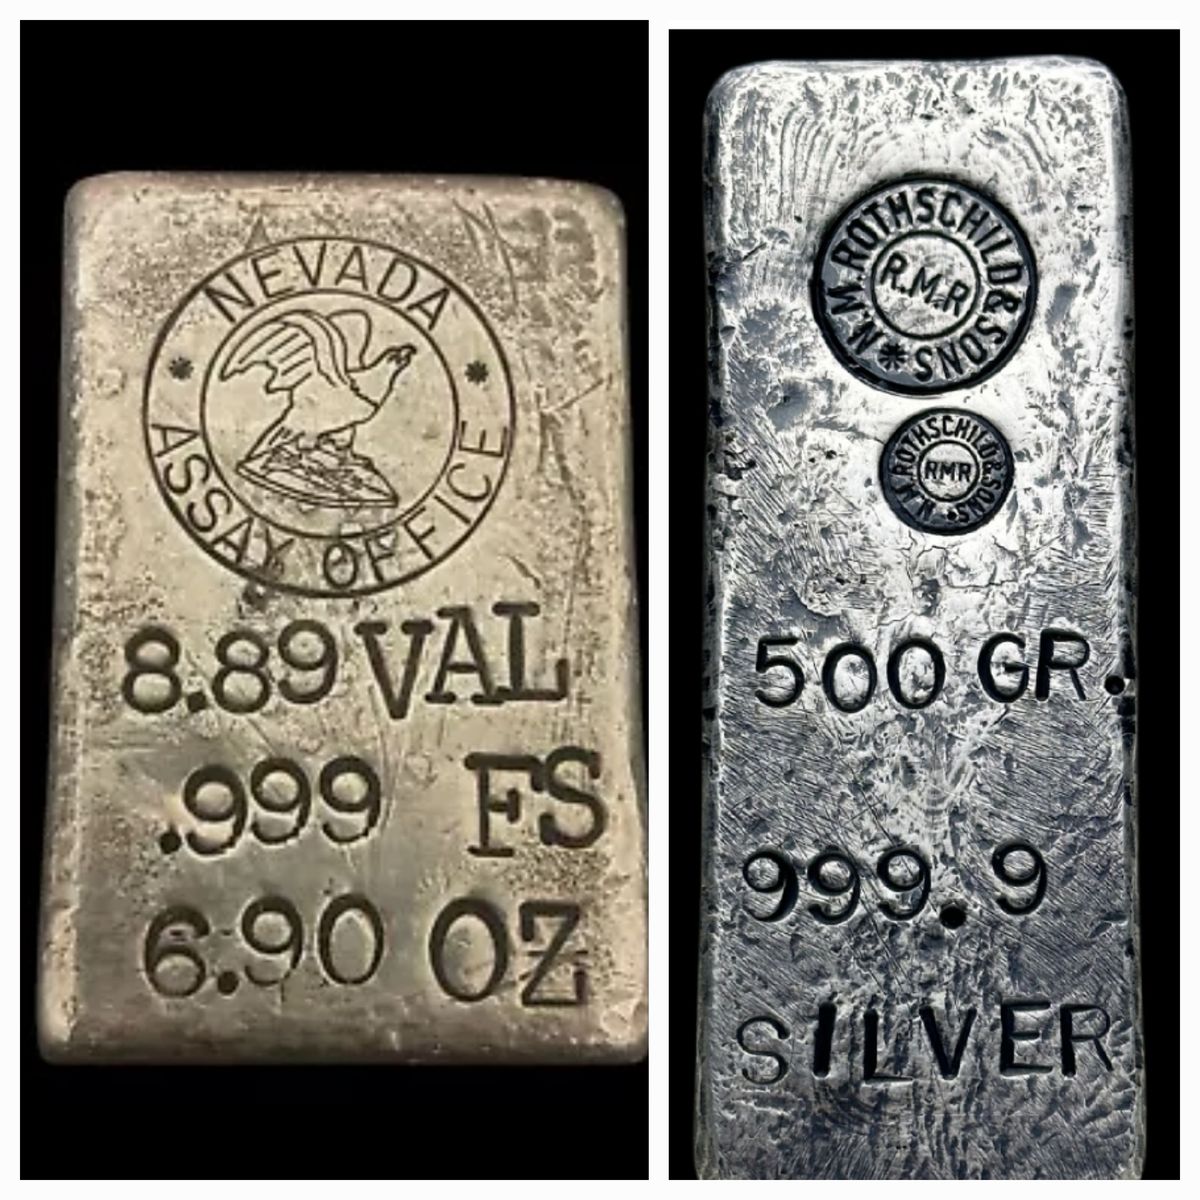 NEVADA
* *
ASSAY OFFICE
8.89 VAL
.999 FS
6.90 OZ
N.M.ROTHSCHILD&.SONS *
R.M.R
N.M.ROTHSCHILD&SONS *
RMR
500 GR.
999.9
SILVER